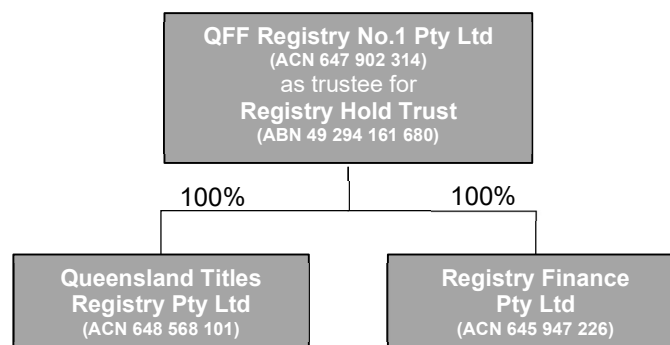 QFF Registry No.1 Pty Ltd
(ACN 647 902 314)
as trustee for
Registry Hold Trust
(ABN 49 294 161 680)
100%
100%
Queensland Titles
Registry Pty Ltd
(ACN 648 568 101)
Registry Finance
Pty Ltd
(ACN 645 947 226)